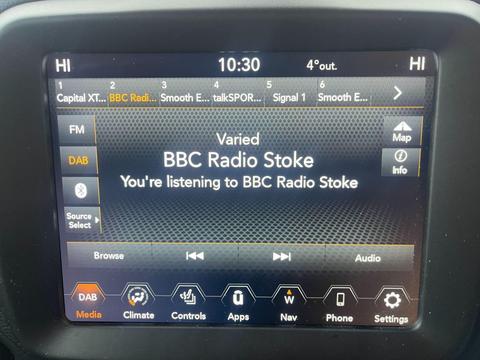 HI 10:30 4°out. HI
1 2 3 4 5 6
Capital XT... BBC Radi... Smooth E... talkSPOR... Signal 1 Smooth E...
FM
DAB
Source
Select
Varied
BBC Radio Stoke
You're listening to BBC Radio Stoke
Map
Info
Browse Audio
DAB W
Media Climate Controls Apps Nav Phone Settings